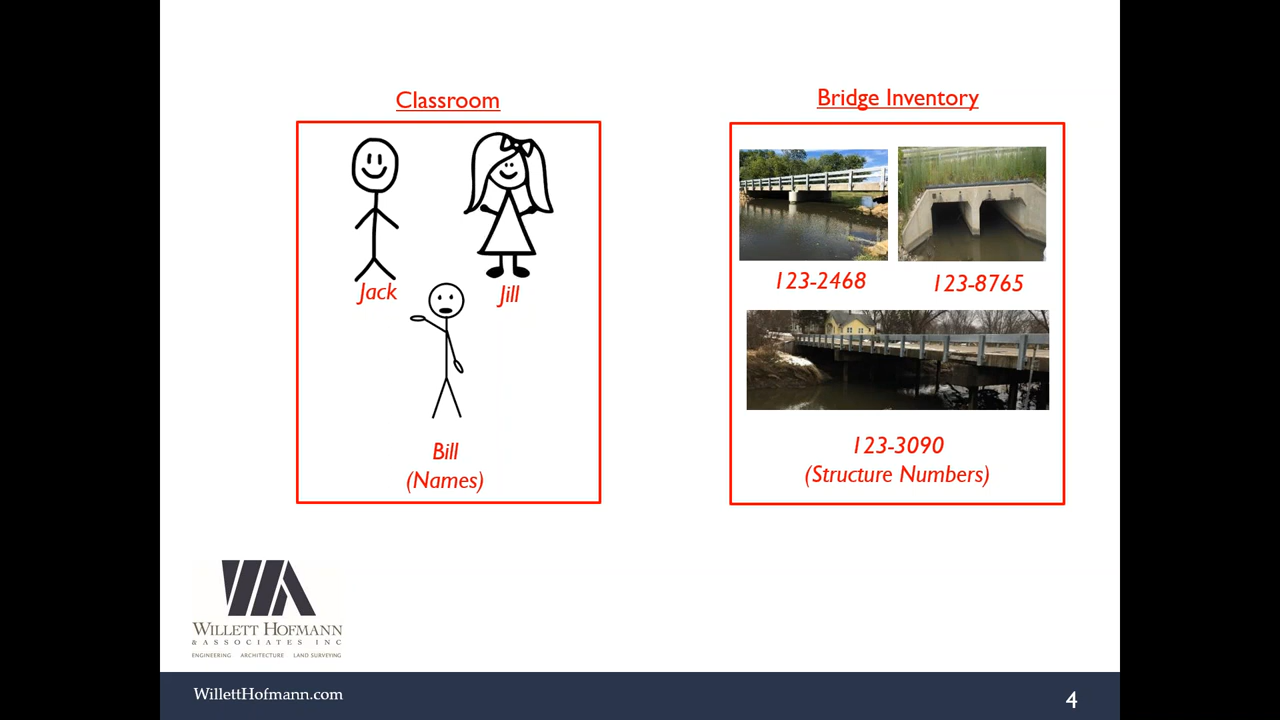 Classroom
Bridge Inventory
Jack
Jill
Bill
(Names)
123-2468
123-8765
123-3090
(Structure Numbers)
WILLETT HOFMANN
& ASSOCIATES INC
ENGINEERING ARCHITECTURE LAND SURVEYING
WillettHofmann.com
4